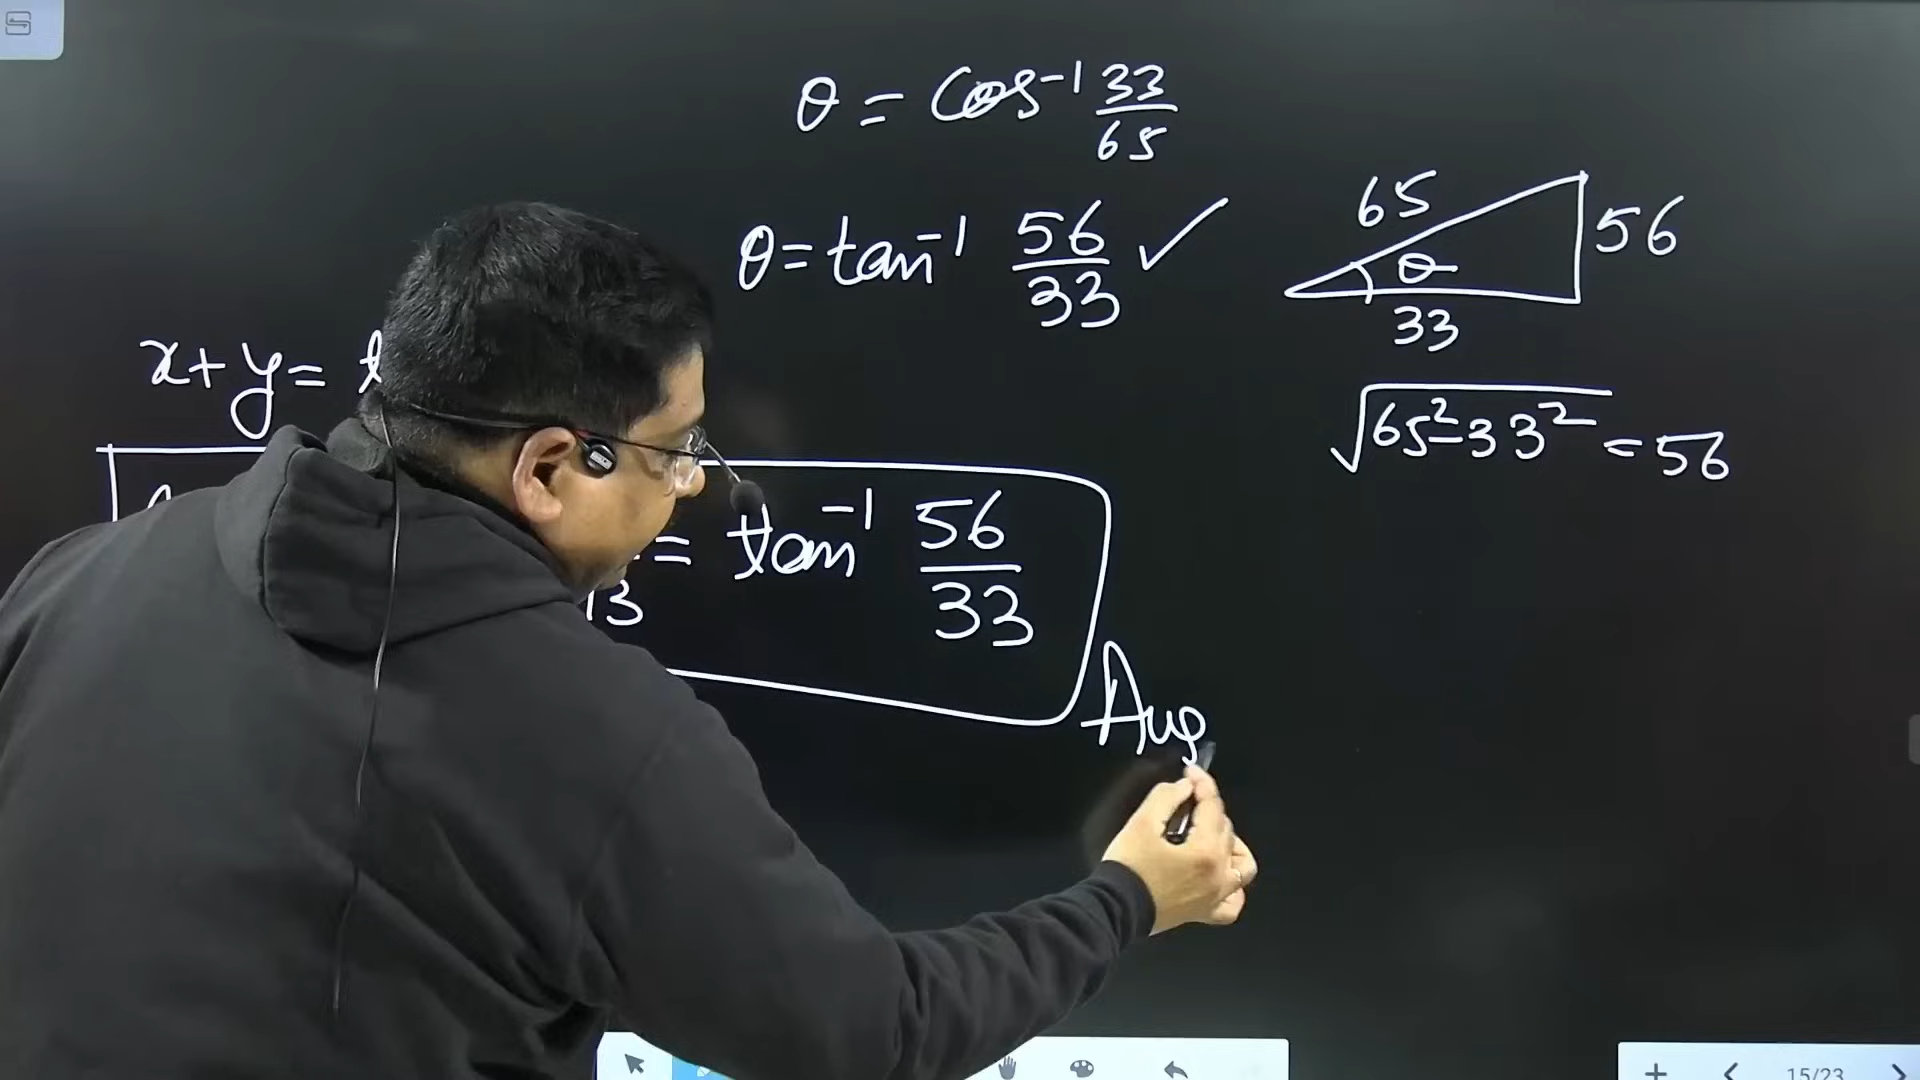 θ = cos⁻¹ 33/65
θ = tan⁻¹ 56/33 ✓
65
56
θ
33
x + y =
√65² - 33² = 56
13 = tan⁻¹ 56/33
Ans
15/23